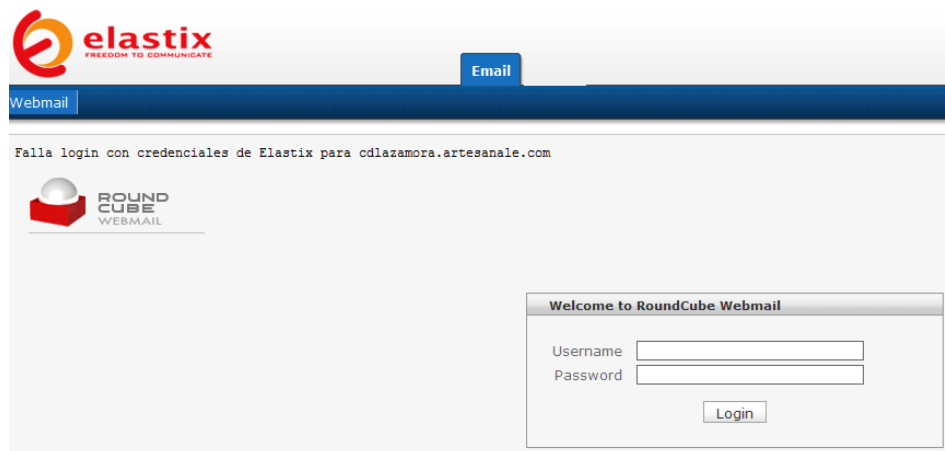 elastix
FREEDOM TO COMMUNICATE
Email
Webmail
Falla login con credenciales de Elastix para cdlazamora.artesanale.com
ROUND
CUBE
WEBMAIL
Welcome to RoundCube Webmail
Username
Password
Login